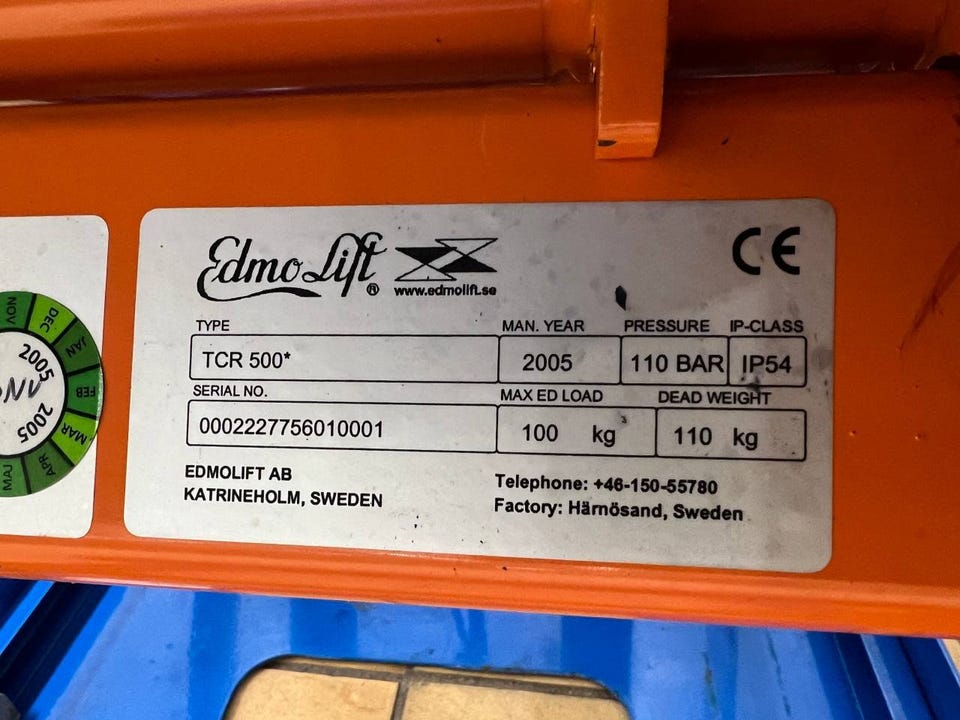 Edmo Lift ®
www.edmolift.se
CE
TYPE MAN. YEAR PRESSURE IP-CLASS
TCR 500* 2005 110 BAR IP54
SERIAL NO. MAX ED LOAD DEAD WEIGHT
0002227756010001 100 kg 110 kg
EDMOLIFT AB
KATRINEHOLM, SWEDEN
Telephone: +46-150-55780
Factory: Härnösand, Sweden
NOV
DEC
JAN
FEB
MAR
APR
MAJ
2005
2005